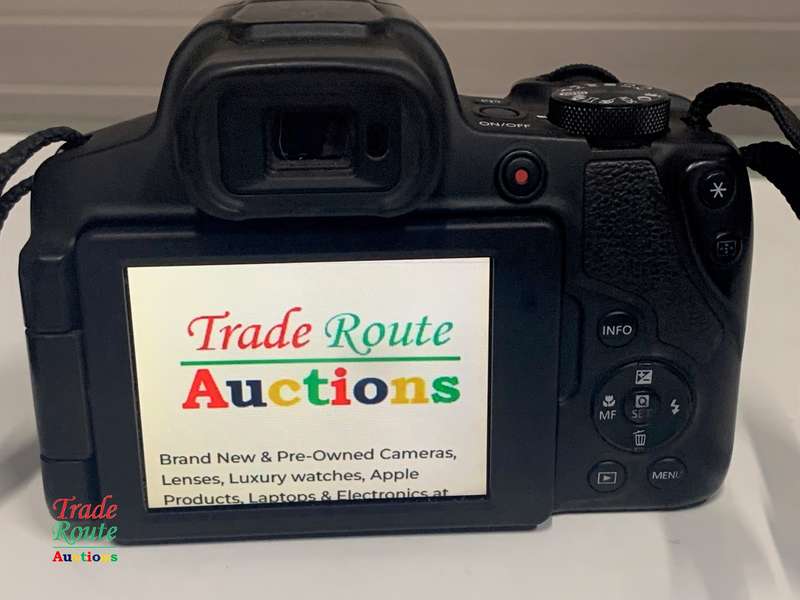 ON/OFF
Trade Route
Auctions
Brand New & Pre-Owned Cameras,
Lenses, Luxury watches, Apple
Products, Laptops & Electronics at
INFO
MF
Q
SET
MENU
Trade
Route
Auctions